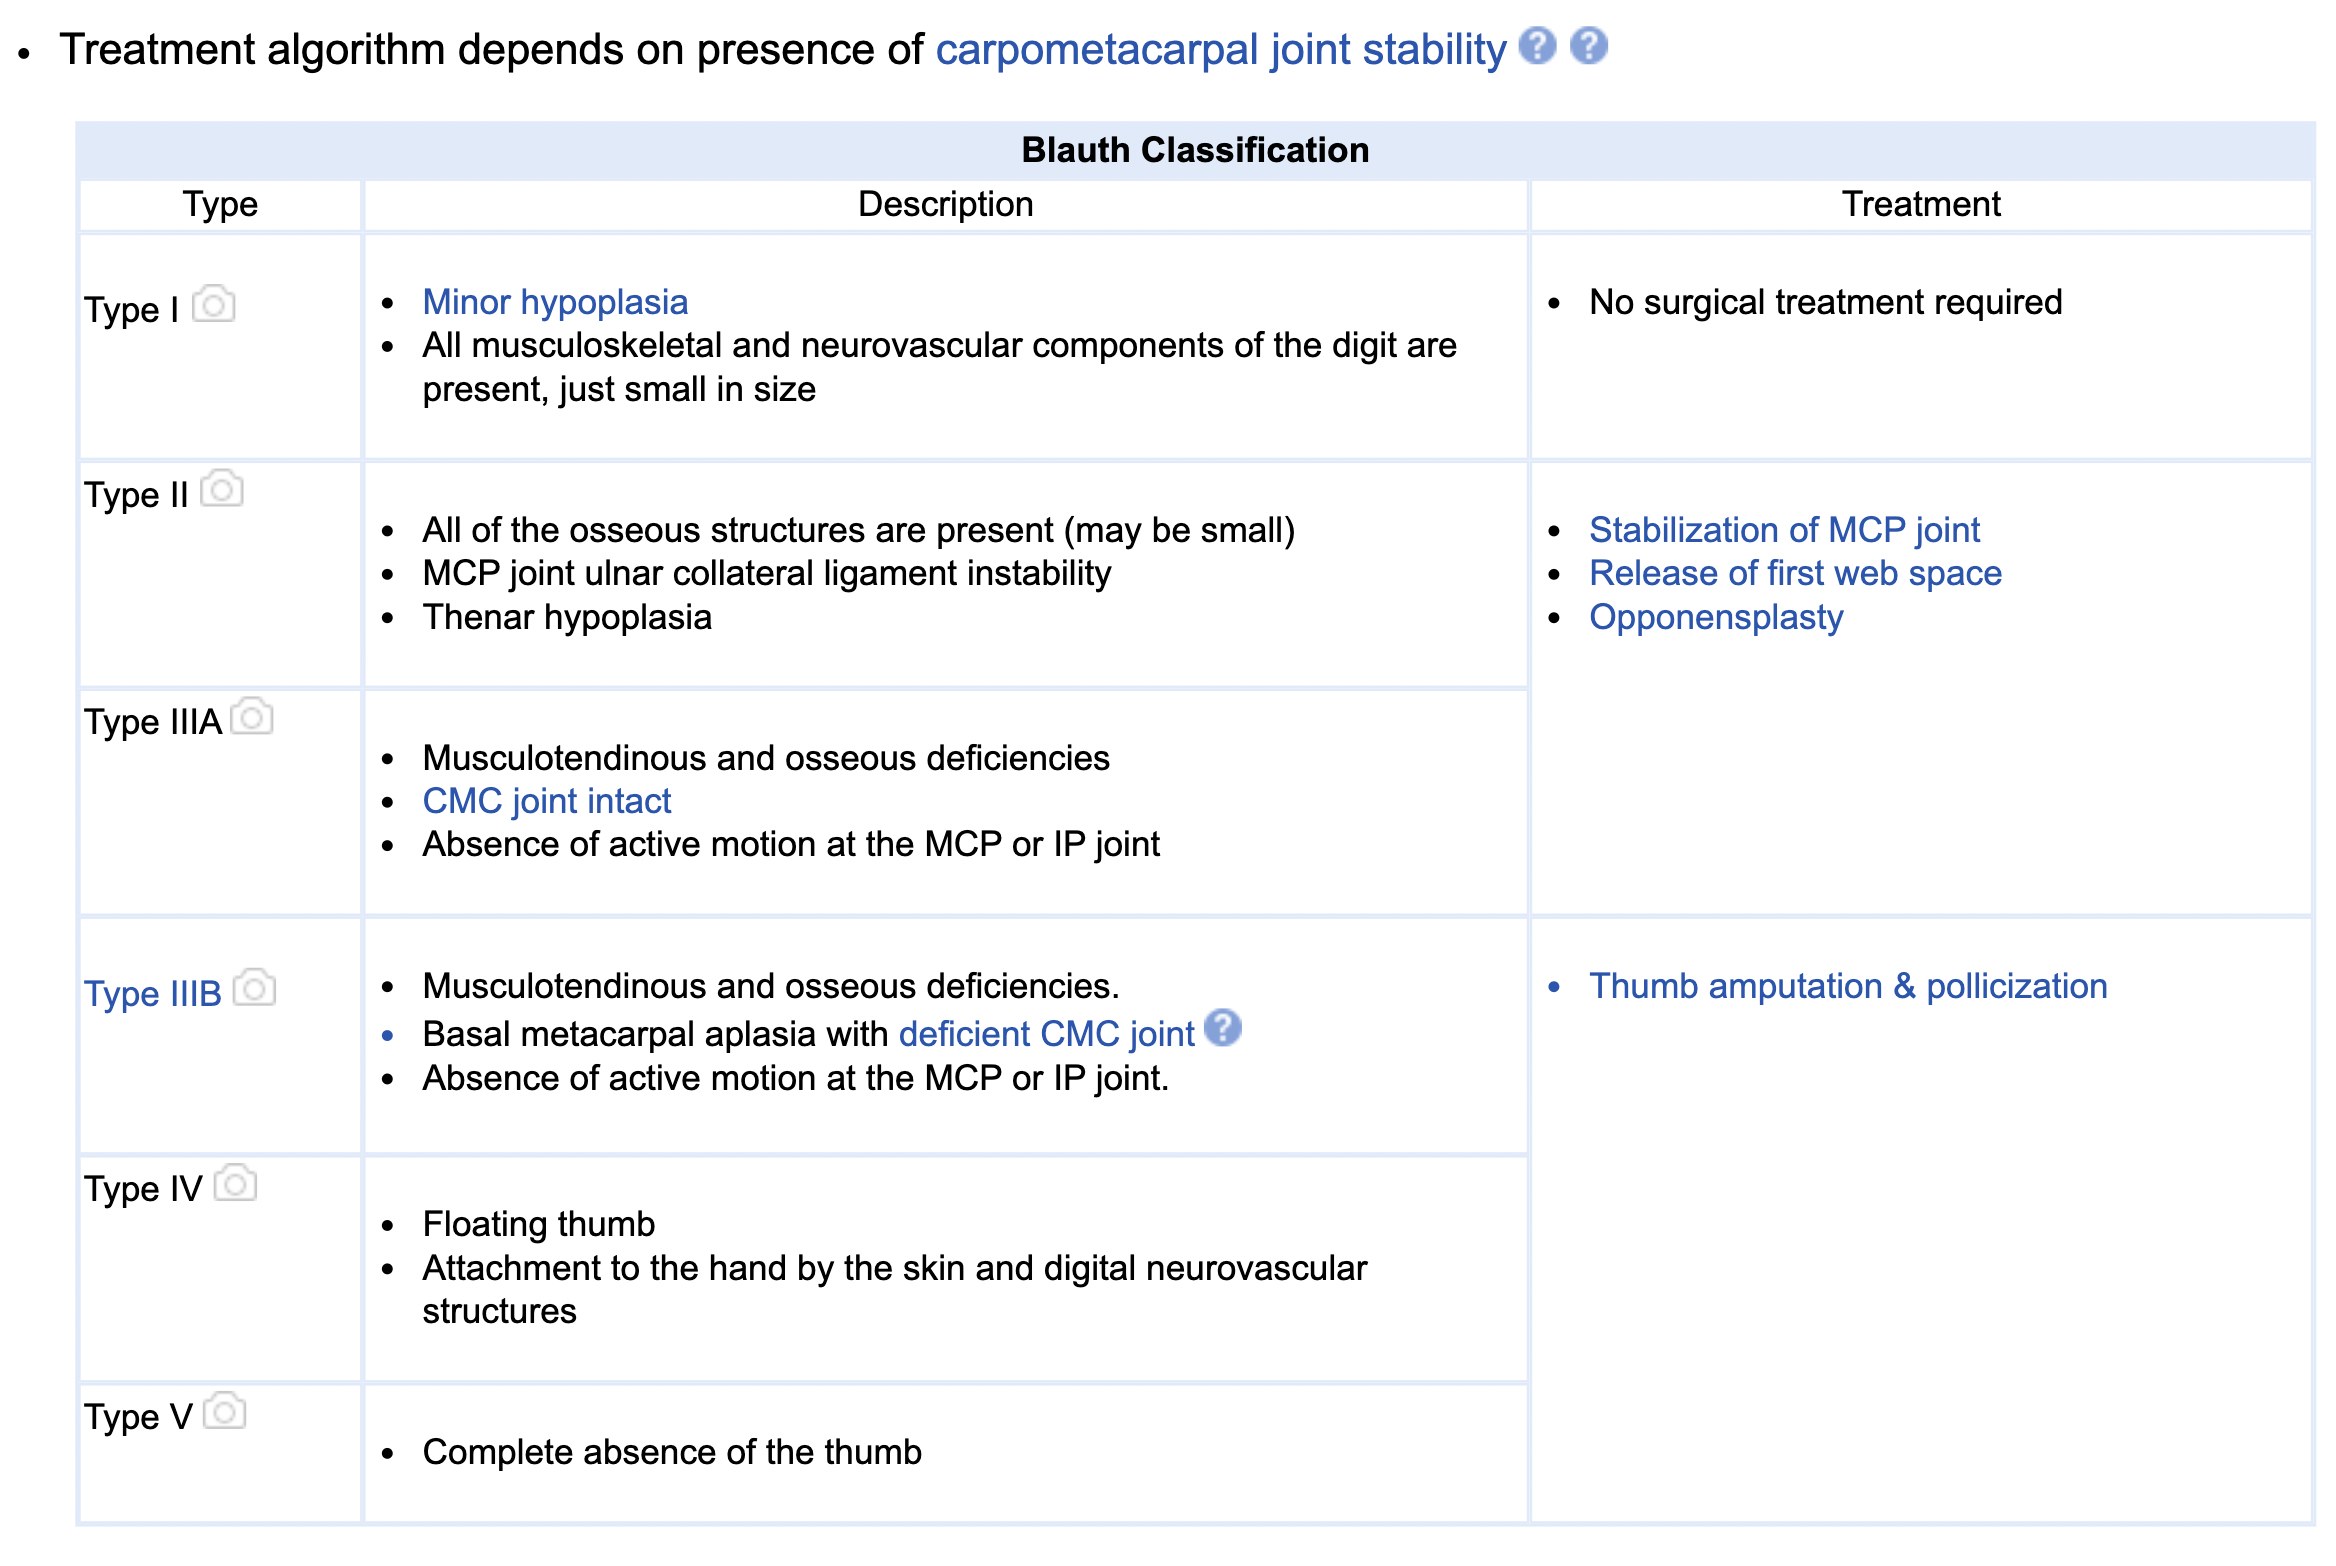 • Treatment algorithm depends on presence of carpometacarpal joint stability ? ?
Blauth Classification
Type Description Treatment
Type I
• Minor hypoplasia
• All musculoskeletal and neurovascular components of the digit are
present, just small in size
• No surgical treatment required
Type II
• All of the osseous structures are present (may be small)
• MCP joint ulnar collateral ligament instability
• Thenar hypoplasia
• Stabilization of MCP joint
• Release of first web space
• Opponensplasty
Type IIIA
• Musculotendinous and osseous deficiencies
• CMC joint intact
• Absence of active motion at the MCP or IP joint
Type IIIB
• Musculotendinous and osseous deficiencies.
• Basal metacarpal aplasia with deficient CMC joint ?
• Absence of active motion at the MCP or IP joint.
• Thumb amputation & pollicization
Type IV
• Floating thumb
• Attachment to the hand by the skin and digital neurovascular
structures
Type V
• Complete absence of the thumb